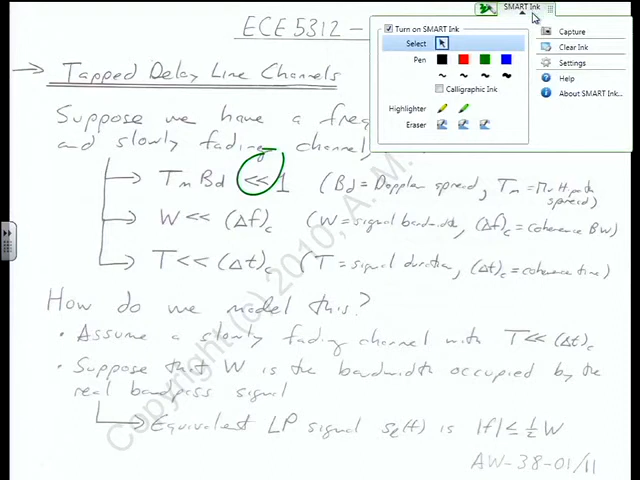 ECE 5312 -
SMART Ink
Turn on SMART Ink
Select
Pen
Calligraphic Ink
Highlighter
Eraser
Capture
Clear Ink
Settings
Help
About SMART Ink...
Tapped Delay Line Channels
Suppose we have a freq
and slowly fading channel,
Tm Bd << 1 (Bd = Doppler spread, Tm = Multipath
spread)
W << (Δf)c (W = signal bandwidth, (Δf)c = coherence BW)
T << (Δt)c (T = signal duration, (Δt)c = coherence time)
How do we model this?
• Assume a slowly fading channel with T << (Δt)c
• Suppose that W is the bandwidth occupied by the
real bandpass signal
Equivalent LP signal sℓ(t) is |f| ≤ ½ W
AW-38-01/11
Copyright (c) 2010, A. M.